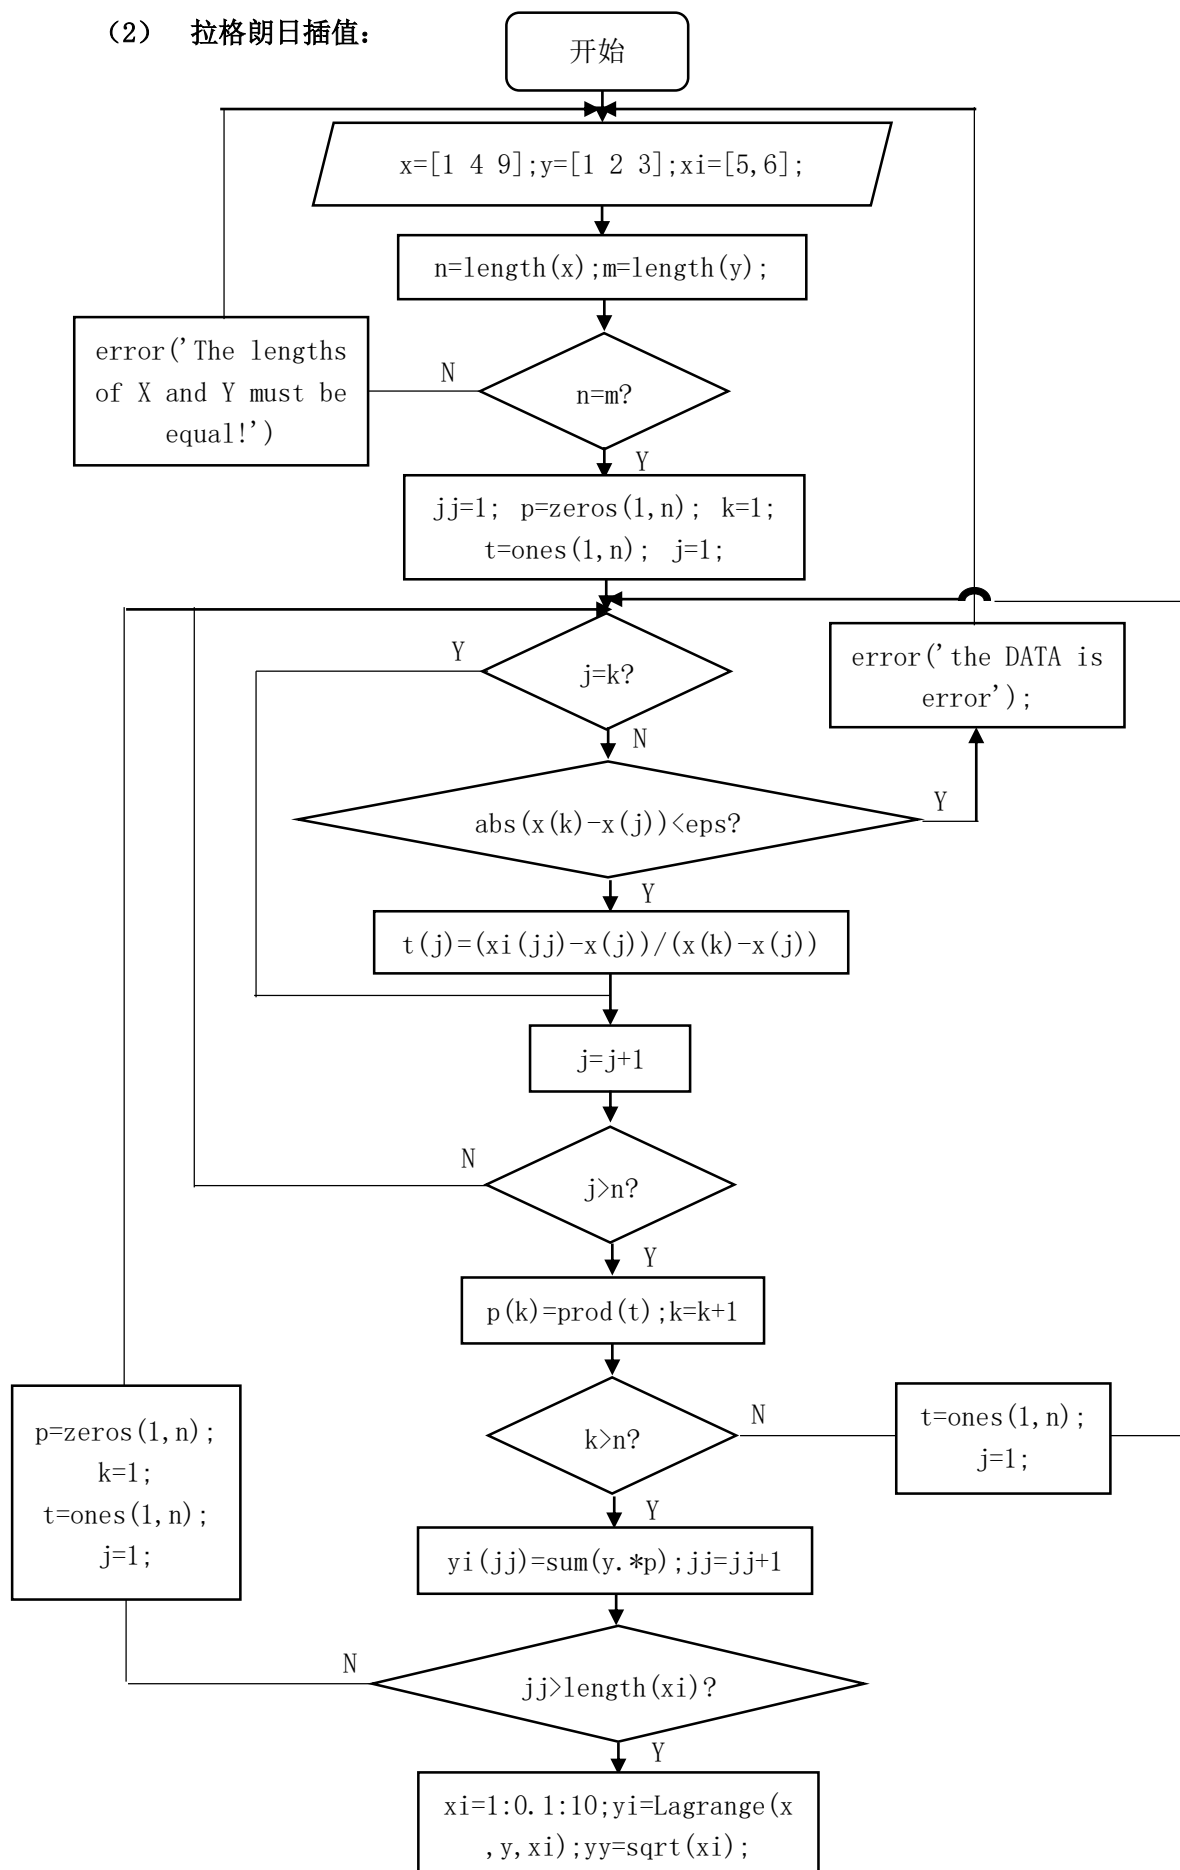 （2） 拉格朗日插值：
开始
x=[1 4 9];y=[1 2 3];xi=[5,6];
n=length(x);m=length(y);
error('The lengths
of X and Y must be
equal!')
N
n=m?
Y
jj=1; p=zeros(1,n); k=1;
t=ones(1,n); j=1;
Y
j=k?
N
error('the DATA is
error');
abs(x(k)-x(j))<eps?
Y
Y
t(j)=(xi(jj)-x(j))/(x(k)-x(j))
j=j+1
N
j>n?
Y
p(k)=prod(t);k=k+1
k>n?
N
t=ones(1,n);
j=1;
p=zeros(1,n);
k=1;
t=ones(1,n);
j=1;
Y
yi(jj)=sum(y.*p);jj=jj+1
N
jj>length(xi)?
Y
xi=1:0.1:10;yi=Lagrange(x
,y,xi);yy=sqrt(xi);